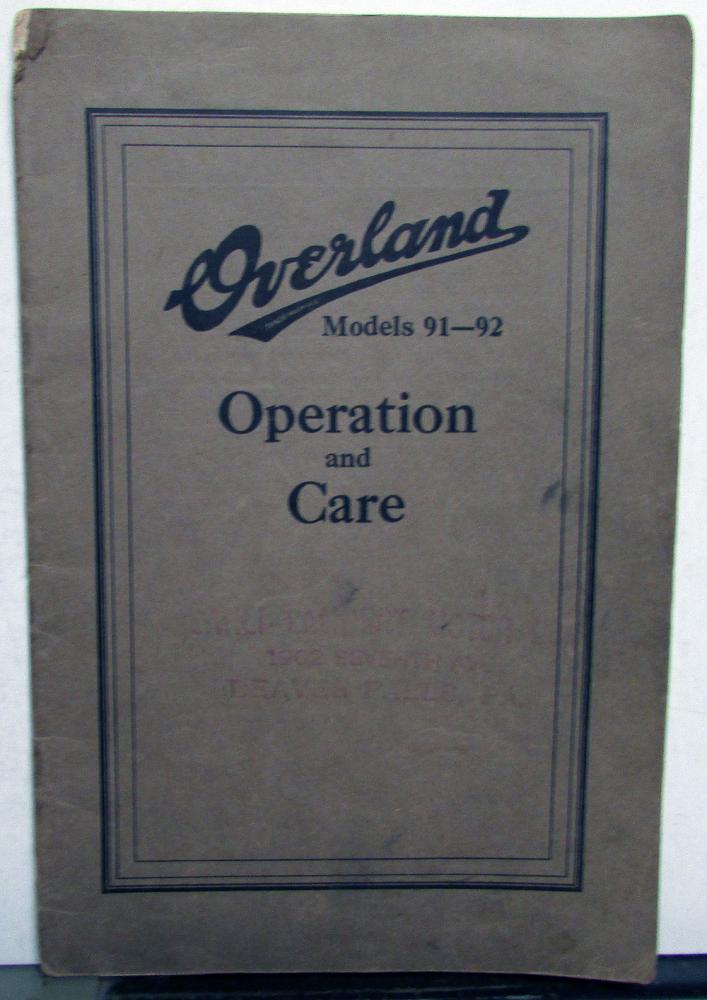 Overland
Models 91—92
Operation
and
Care
1902 SEVENTH AVE
BEAVER FALLS, PA.